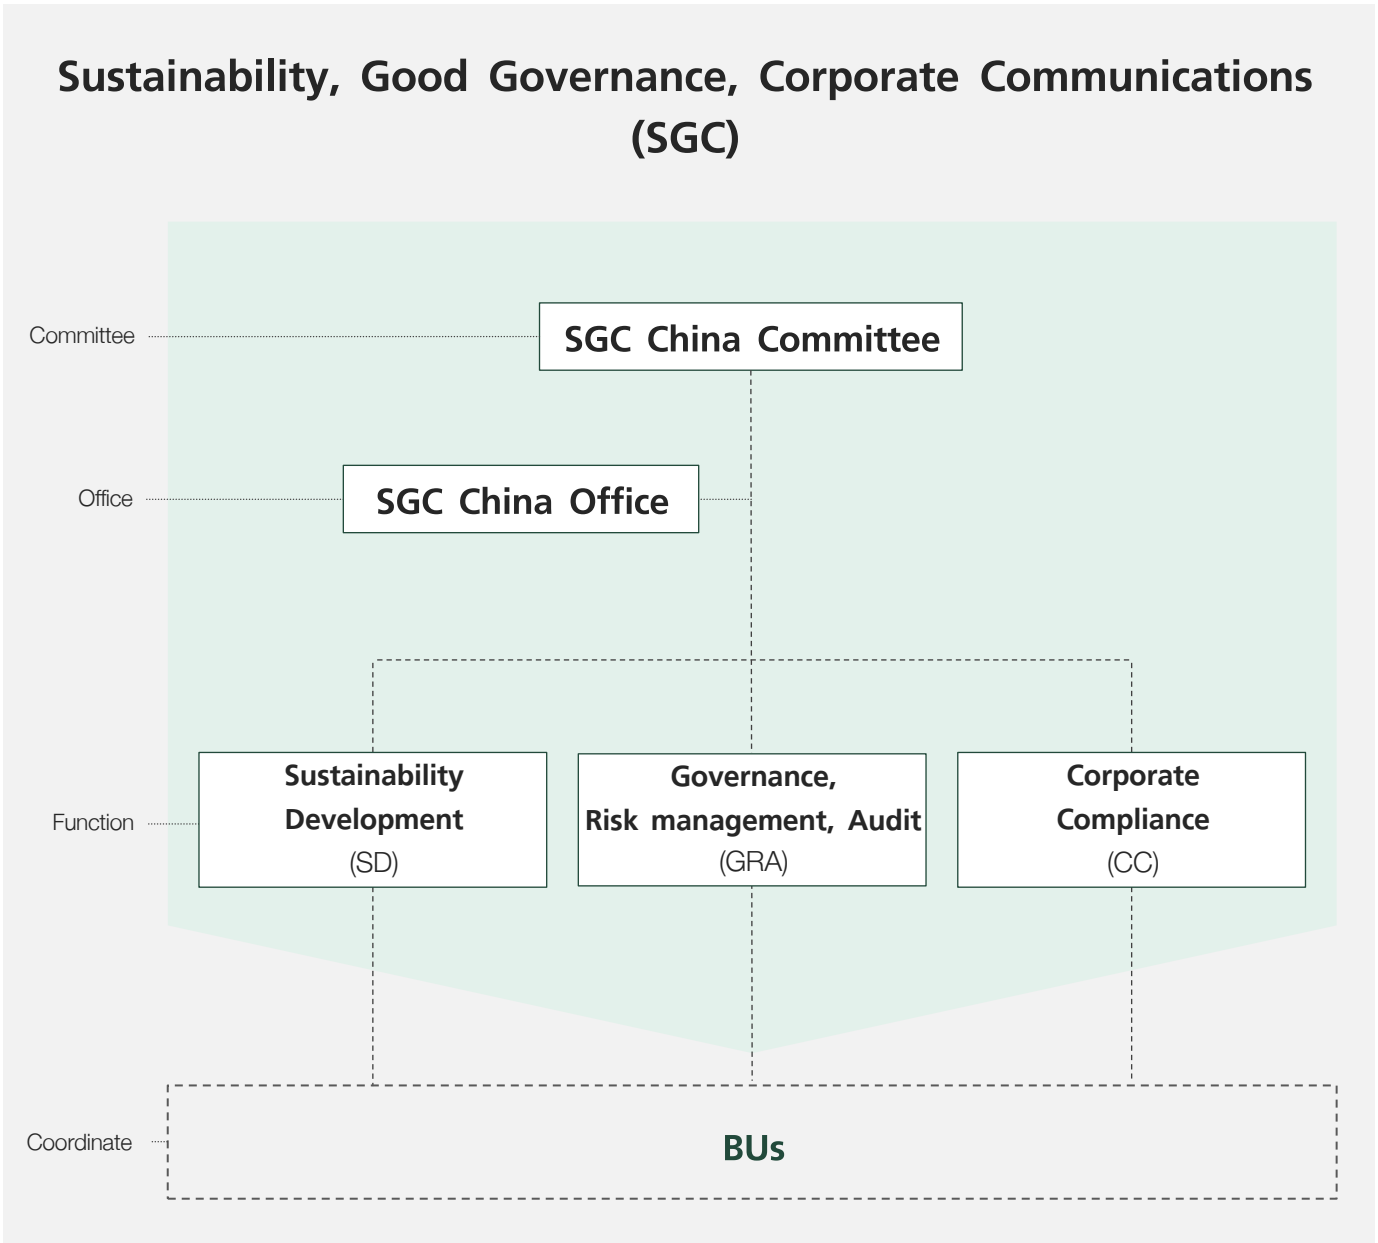 Sustainability, Good Governance, Corporate Communications
(SGC)
Committee
SGC China Committee
Office
SGC China Office
Function
Sustainability
Development
(SD)
Governance,
Risk management, Audit
(GRA)
Corporate
Compliance
(CC)
Coordinate
BUs